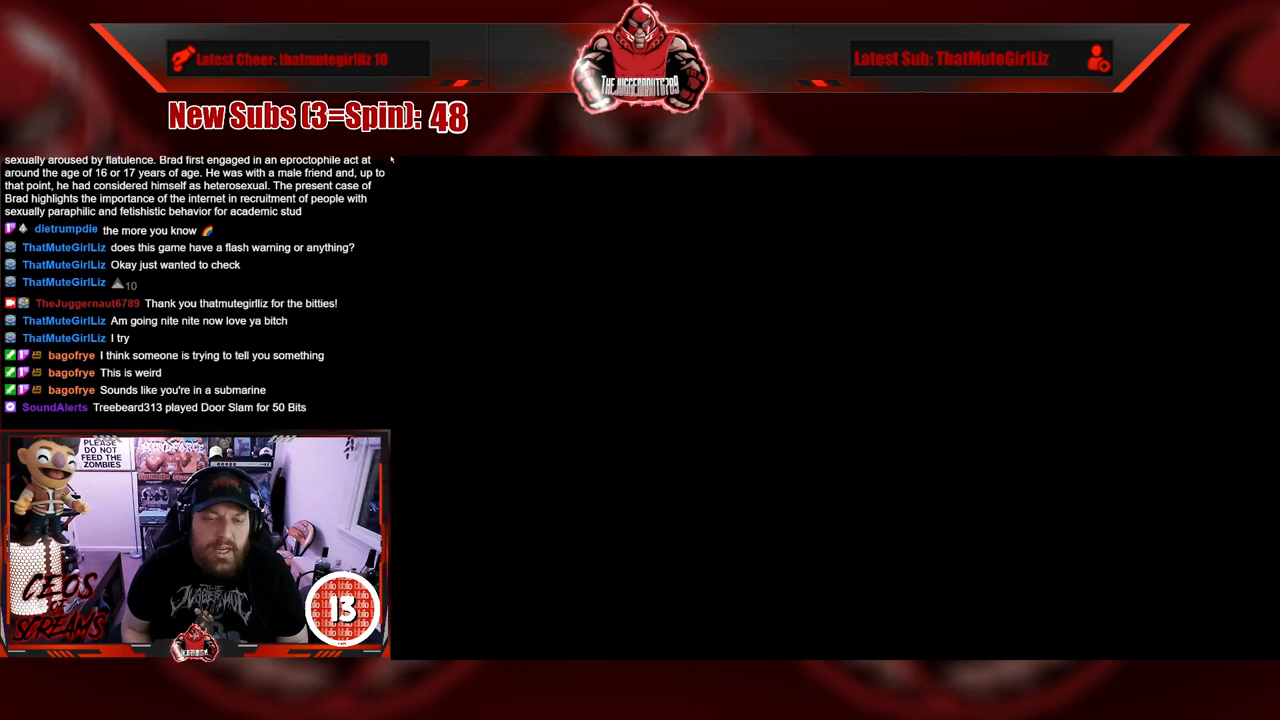 Latest Cheer: thatmutegirlliz 10
THEJUGGERNAUT6789
Latest Sub: ThatMuteGirlLiz
New Subs (3=Spin): 48
sexually aroused by flatulence. Brad first engaged in an eproctophile act at
around the age of 16 or 17 years of age. He was with a male friend and, up to
that point, he had considered himself as heterosexual. The present case of
Brad highlights the importance of the internet in recruitment of people with
sexually paraphilic and fetishistic behavior for academic stud
dietrumpdie the more you know 🌈
ThatMuteGirlLiz does this game have a flash warning or anything?
ThatMuteGirlLiz Okay just wanted to check
ThatMuteGirlLiz 10
TheJuggernaut6789 Thank you thatmutegirlliz for the bitties!
ThatMuteGirlLiz Am going nite nite now love ya bitch
ThatMuteGirlLiz I try
bagofrye I think someone is trying to tell you something
bagofrye This is weird
bagofrye Sounds like you're in a submarine
SoundAlerts Treebeard313 played Door Slam for 50 Bits
PLEASE
DO NOT
FEED THE
ZOMBIES
CEOS
OF
SCREAMS
13